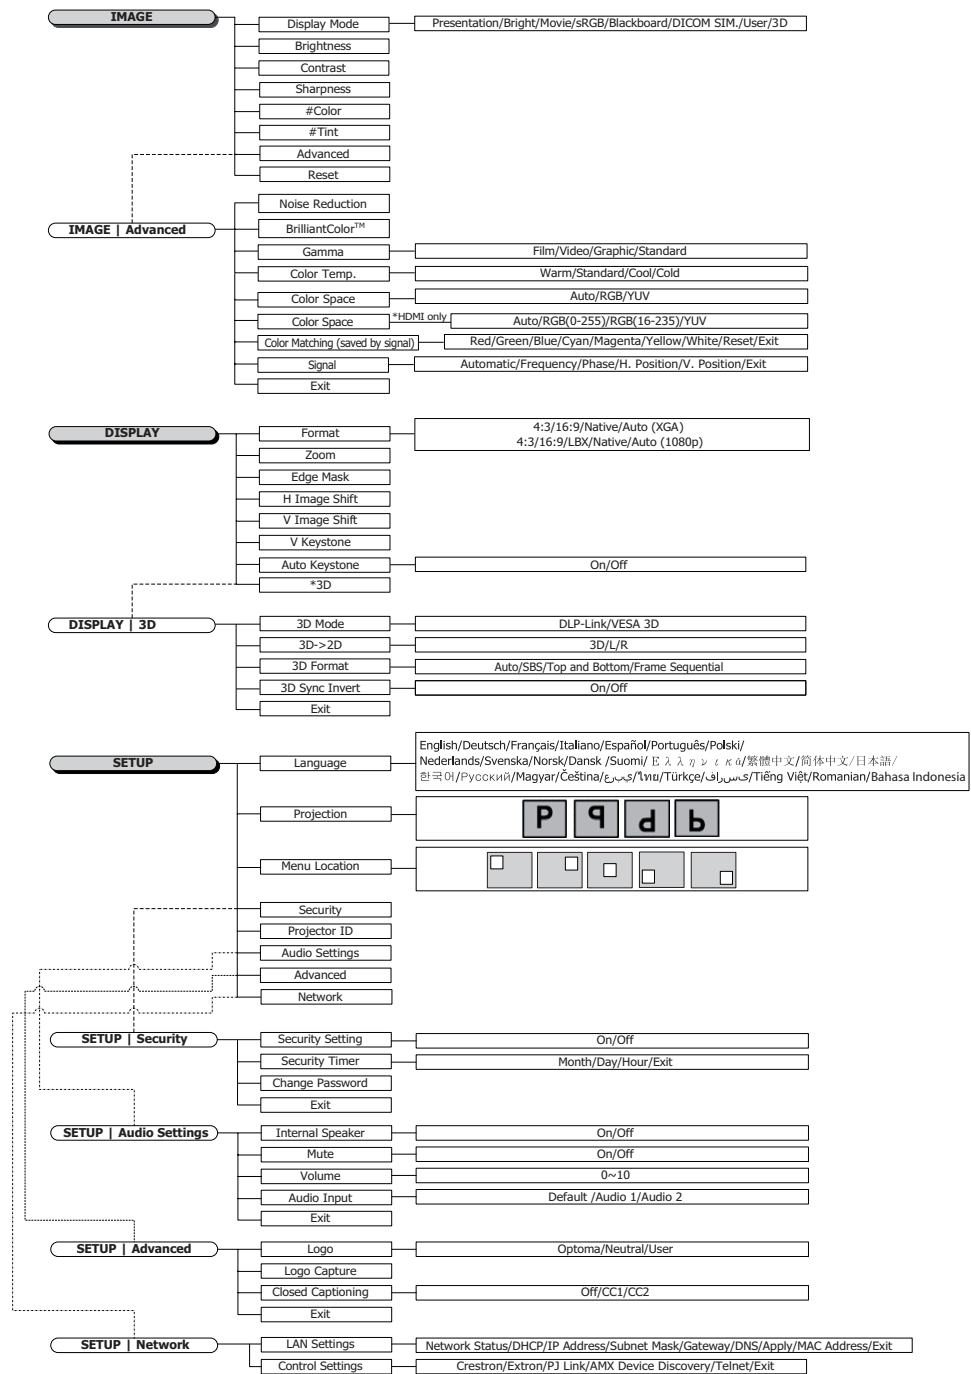 IMAGE
Display Mode Presentation/Bright/Movie/sRGB/Blackboard/DICOM SIM./User/3D
Brightness
Contrast
Sharpness
#Color
#Tint
Advanced
Reset
IMAGE | Advanced
Noise Reduction
BrilliantColor™
Gamma Film/Video/Graphic/Standard
Color Temp. Warm/Standard/Cool/Cold
Color Space Auto/RGB/YUV
Color Space *HDMI only Auto/RGB(0-255)/RGB(16-235)/YUV
Color Matching (saved by signal) Red/Green/Blue/Cyan/Magenta/Yellow/White/Reset/Exit
Signal Automatic/Frequency/Phase/H. Position/V. Position/Exit
Exit
DISPLAY
Format 4:3/16:9/Native/Auto (XGA)
4:3/16:9/LBX/Native/Auto (1080p)
Zoom
Edge Mask
H Image Shift
V Image Shift
V Keystone
Auto Keystone On/Off
*3D
DISPLAY | 3D
3D Mode DLP-Link/VESA 3D
3D->2D 3D/L/R
3D Format Auto/SBS/Top and Bottom/Frame Sequential
3D Sync Invert On/Off
Exit
SETUP
Language English/Deutsch/Français/Italiano/Español/Português/Polski/
Nederlands/Svenska/Norsk/Dansk /Suomi/ Ε λ λ η ν ι κ ά/繁體中文/简体中文/日本語/
한국어/Русский/Magyar/Čeština/ﻲﺑﺮﻋ/ไทย/Türkçe/ﯽﺳﺭﺎﻓ/Tiếng Việt/Romanian/Bahasa Indonesia
Projection P P P P
Menu Location
Security
Projector ID
Audio Settings
Advanced
Network
SETUP | Security
Security Setting On/Off
Security Timer Month/Day/Hour/Exit
Change Password
Exit
SETUP | Audio Settings
Internal Speaker On/Off
Mute On/Off
Volume 0~10
Audio Input Default /Audio 1/Audio 2
Exit
SETUP | Advanced
Logo Optoma/Neutral/User
Logo Capture
Closed Captioning Off/CC1/CC2
Exit
SETUP | Network
LAN Settings Network Status/DHCP/IP Address/Subnet Mask/Gateway/DNS/Apply/MAC Address/Exit
Control Settings Crestron/Extron/PJ Link/AMX Device Discovery/Telnet/Exit